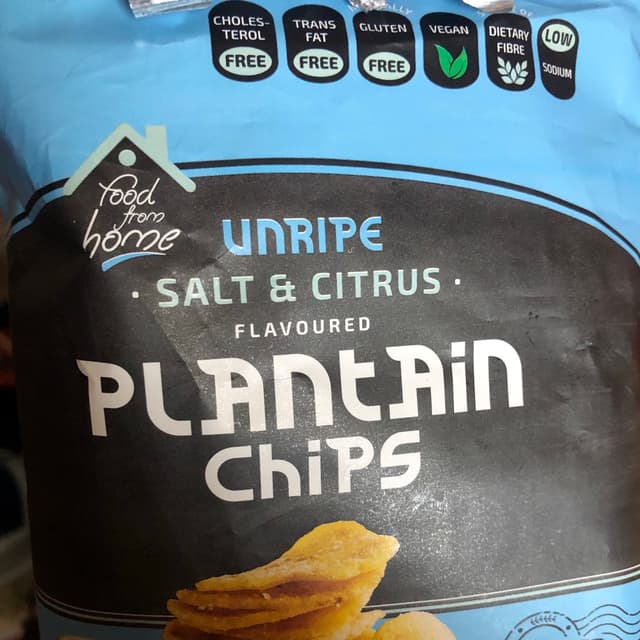 CHOLES-
TEROL
FREE
TRANS
FAT
FREE
GLUTEN
FREE
VEGAN
DIETARY
FIBRE
LOW
SODIUM
food
from
home
UNRIPE
· SALT & CITRUS ·
FLAVOURED
PLANTAIN
ChiPS